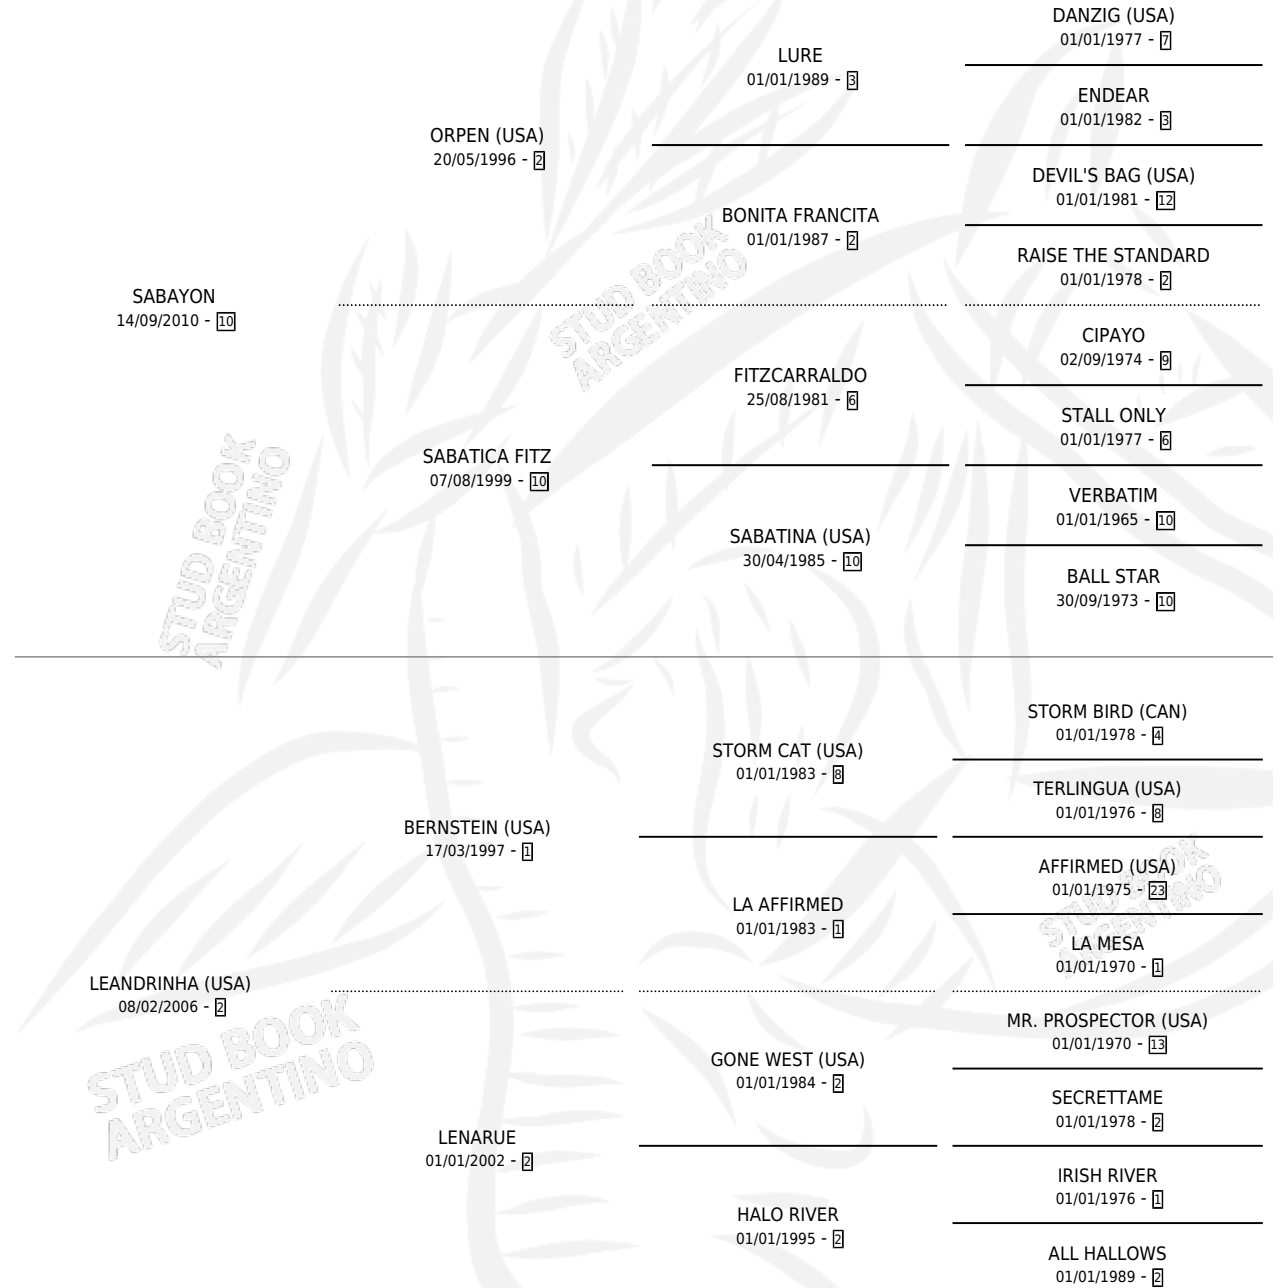 DANZIG (USA)
01/01/1977 - 7
LURE
01/01/1989 - 3
ENDEAR
01/01/1982 - 3
ORPEN (USA)
20/05/1996 - 2
DEVIL'S BAG (USA)
01/01/1981 - 12
BONITA FRANCITA
01/01/1987 - 2
RAISE THE STANDARD
01/01/1978 - 2
SABAYON
14/09/2010 - 10
STUD BOOK
ARGENTINO
CIPAYO
02/09/1974 - 9
FITZCARRALDO
25/08/1981 - 6
STALL ONLY
01/01/1977 - 6
SABATICA FITZ
07/08/1999 - 10
VERBATIM
01/01/1965 - 10
SABATINA (USA)
30/04/1985 - 10
BALL STAR
30/09/1973 - 10
STUD BOOK
ARGENTINO
STORM BIRD (CAN)
01/01/1978 - 4
STORM CAT (USA)
01/01/1983 - 8
TERLINGUA (USA)
01/01/1976 - 8
BERNSTEIN (USA)
17/03/1997 - 1
AFFIRMED (USA)
01/01/1975 - 23
LA AFFIRMED
01/01/1983 - 1
LA MESA
01/01/1970 - 1
STUD BOOK
ARGENTINO
LEANDRINHA (USA)
08/02/2006 - 2
MR. PROSPECTOR (USA)
01/01/1970 - 13
GONE WEST (USA)
01/01/1984 - 2
SECRETTAME
01/01/1978 - 2
STUD BOOK
ARGENTINO
LENARUE
01/01/2002 - 2
IRISH RIVER
01/01/1976 - 1
HALO RIVER
01/01/1995 - 2
ALL HALLOWS
01/01/1989 - 2